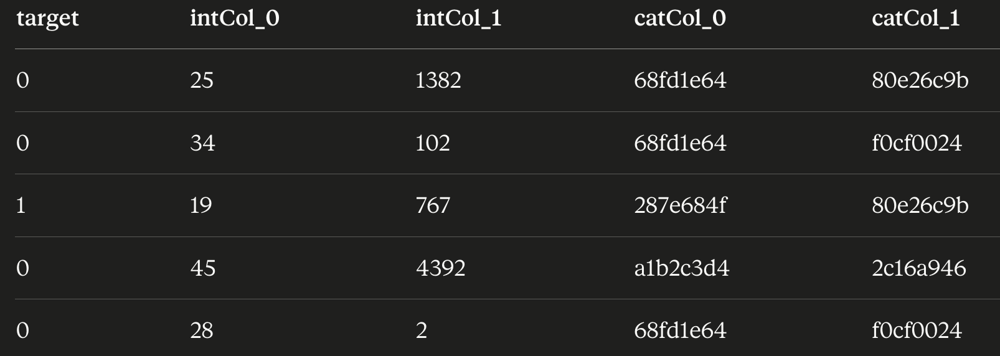 target intCol_0 intCol_1 catCol_0 catCol_1
0 25 1382 68fd1e64 80e26c9b
0 34 102 68fd1e64 f0cf0024
1 19 767 287e684f 80e26c9b
0 45 4392 a1b2c3d4 2c16a946
0 28 2 68fd1e64 f0cf0024